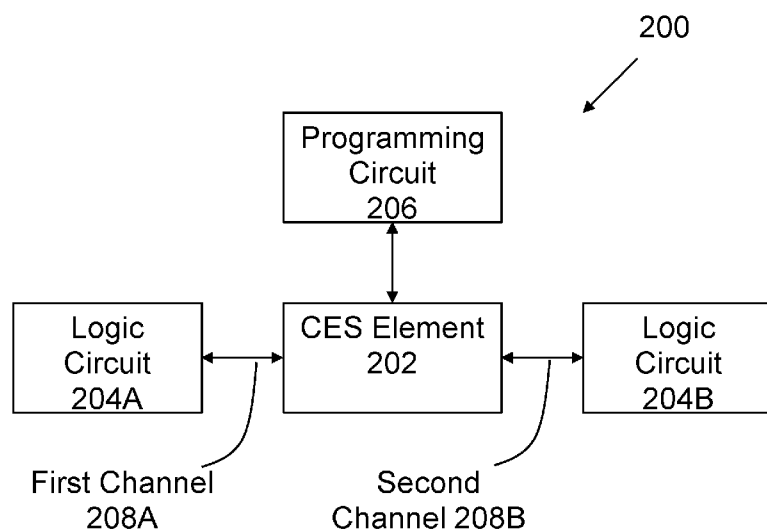 200
Programming
Circuit
206
Logic
Circuit
204A
CES Element
202
Logic
Circuit
204B
First Channel
208A
Second
Channel 208B